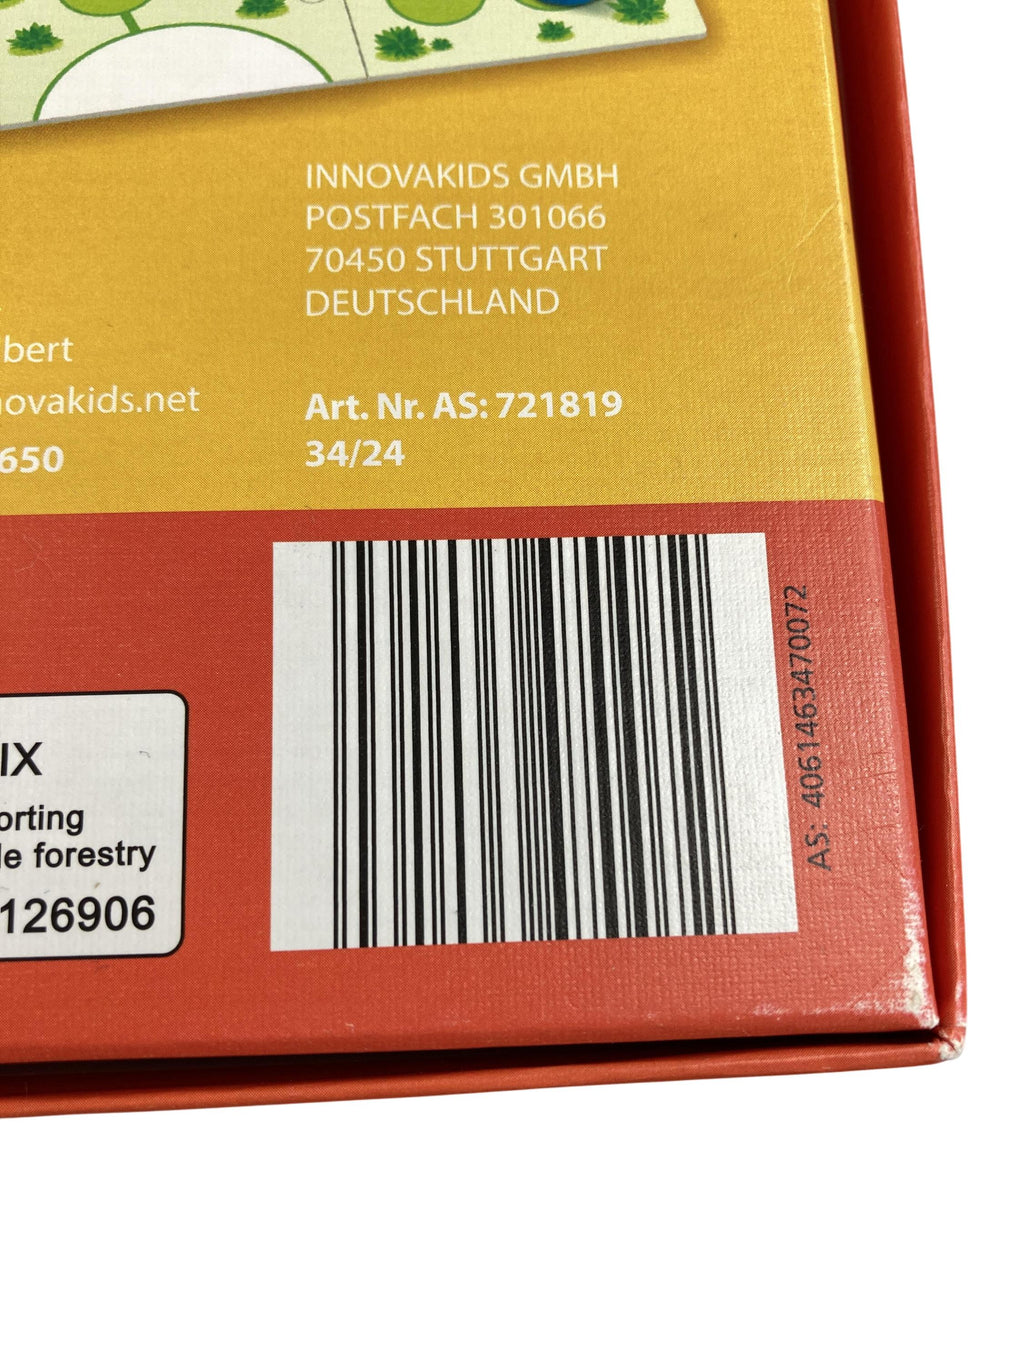 INNOVAKIDS GMBH
POSTFACH 301066
70450 STUTTGART
DEUTSCHLAND
bert
novakids.net
650
Art. Nr. AS: 721819
34/24
IX
orting
le forestry
126906
AS: 4061463470072